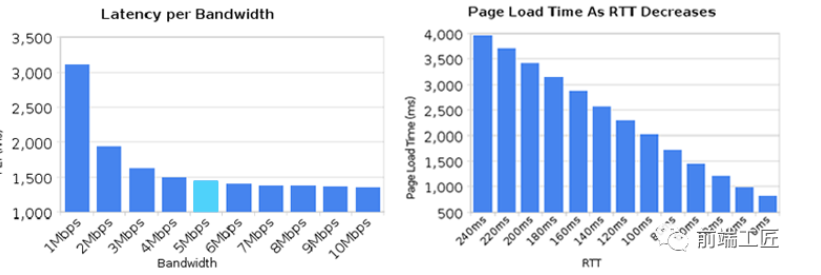 Latency per Bandwidth
3,500
3,000
2,500
2,000
1,500
1,000
1Mbps
2Mbps
3Mbps
4Mbps
5Mbps
6Mbps
7Mbps
8Mbps
9Mbps
10Mbps
Bandwidth
Page Load Time As RTT Decreases
Page Load Time (ms)
4,000
3,500
3,000
2,500
2,000
1,500
1,000
500
240ms
220ms
200ms
180ms
160ms
140ms
120ms
100ms
RTT
前端工匠